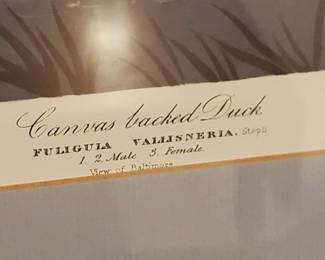 Canvas backed Duck.
FULIGULA VALLISNERIA. Steph
1. 2. Male 3. Female.
View of Baltimore